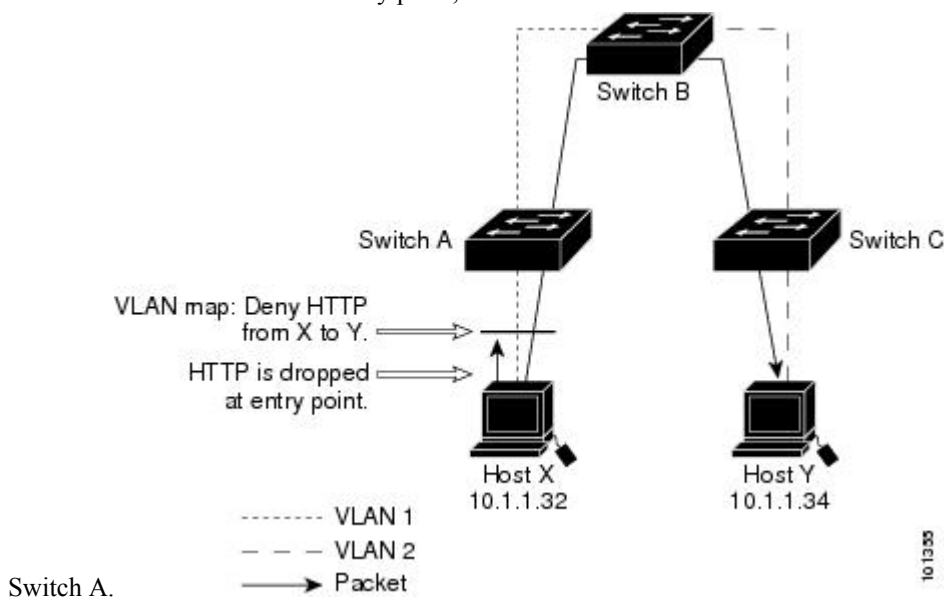 Switch B
Switch A
Switch C
VLAN map: Deny HTTP
from X to Y.
HTTP is dropped
at entry point.
Host X
10.1.1.32
Host Y
10.1.1.34
VLAN 1
VLAN 2
Packet
101355
Switch A.